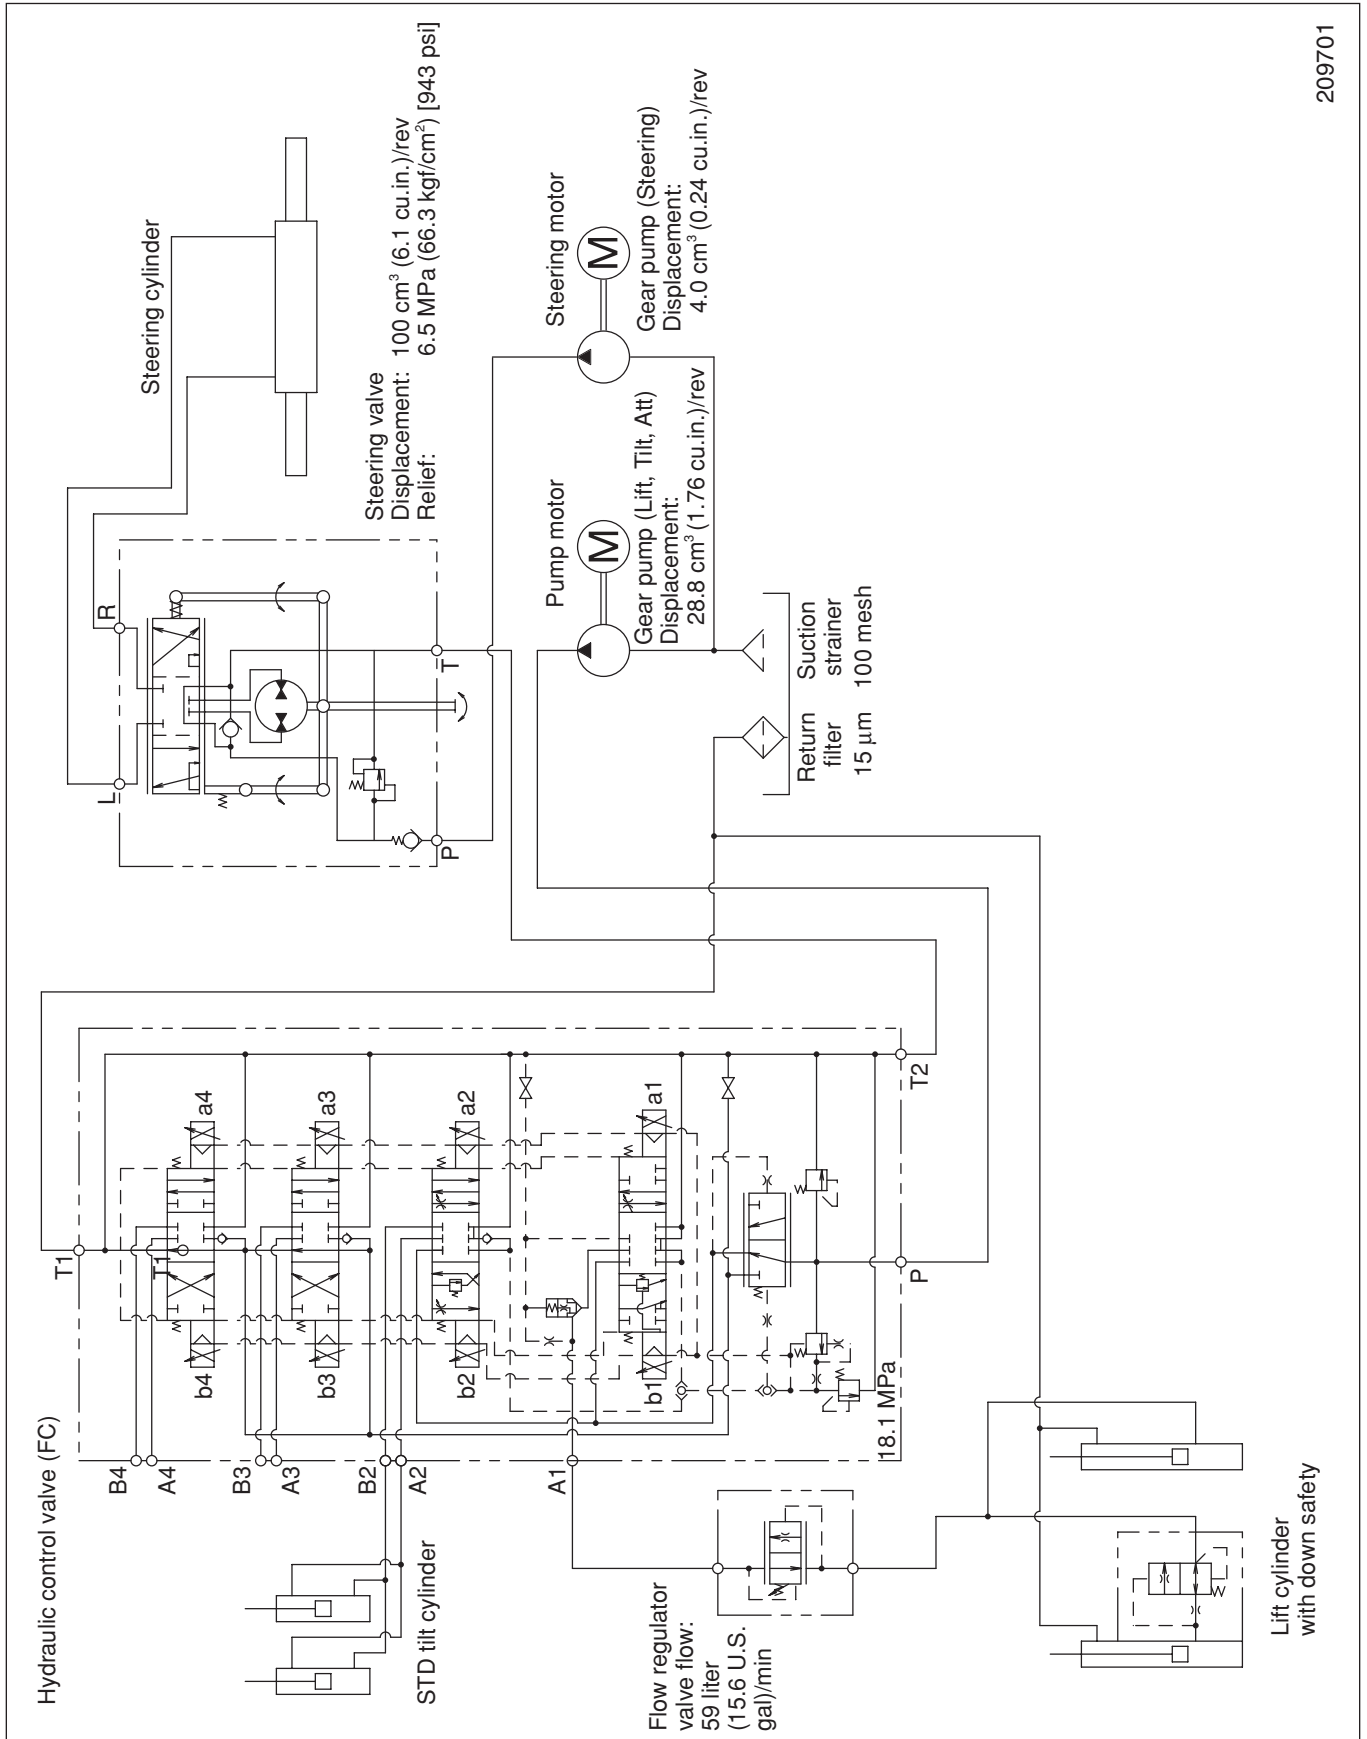 Hydraulic control valve (FC)
T1
T1
B4
A4
b4
a4
B3
A3
b3
a3
B2
A2
b2
a2
A1
b1
a1
18.1 MPa
P
T2
STD tilt cylinder
Flow regulator
valve flow:
59 liter
(15.6 U.S.
gal)/min
Lift cylinder
with down safety
Steering cylinder
L
R
P
T
Steering valve
Displacement: 100 cm³ (6.1 cu.in.)/rev
Relief: 6.5 MPa (66.3 kgf/cm²) [943 psi]
Pump motor
M
Gear pump (Lift, Tilt, Att)
Displacement:
28.8 cm³ (1.76 cu.in.)/rev
Steering motor
M
Gear pump (Steering)
Displacement:
4.0 cm³ (0.24 cu.in.)/rev
Return
filter
15 μm
Suction
strainer
100 mesh
209701